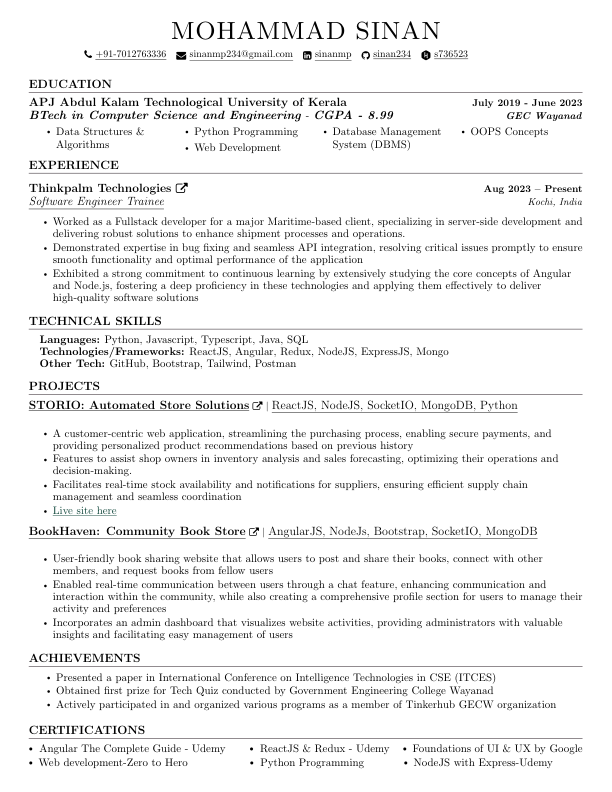 MOHAMMAD SINAN
+91-7012763336 sinanmp234@gmail.com sinanmp sinan234 s736523
EDUCATION
APJ Abdul Kalam Technological University of Kerala July 2019 - June 2023
BTech in Computer Science and Engineering - CGPA - 8.99 GEC Wayanad
• Data Structures & Algorithms
• Python Programming
• Web Development
• Database Management System (DBMS)
• OOPS Concepts
EXPERIENCE
Thinkpalm Technologies Aug 2023 – Present
Software Engineer Trainee Kochi, India
• Worked as a Fullstack developer for a major Maritime-based client, specializing in server-side development and
delivering robust solutions to enhance shipment processes and operations.
• Demonstrated expertise in bug fixing and seamless API integration, resolving critical issues promptly to ensure
smooth functionality and optimal performance of the application
• Exhibited a strong commitment to continuous learning by extensively studying the core concepts of Angular
and Node.js, fostering a deep proficiency in these technologies and applying them effectively to deliver
high-quality software solutions
TECHNICAL SKILLS
Languages: Python, Javascript, Typescript, Java, SQL
Technologies/Frameworks: ReactJS, Angular, Redux, NodeJS, ExpressJS, Mongo
Other Tech: GitHub, Bootstrap, Tailwind, Postman
PROJECTS
STORIO: Automated Store Solutions | ReactJS, NodeJS, SocketIO, MongoDB, Python
• A customer-centric web application, streamlining the purchasing process, enabling secure payments, and
providing personalized product recommendations based on previous history
• Features to assist shop owners in inventory analysis and sales forecasting, optimizing their operations and
decision-making.
• Facilitates real-time stock availability and notifications for suppliers, ensuring efficient supply chain
management and seamless coordination
• Live site here
BookHaven: Community Book Store | AngularJS, NodeJs, Bootstrap, SocketIO, MongoDB
• User-friendly book sharing website that allows users to post and share their books, connect with other
members, and request books from fellow users
• Enabled real-time communication between users through a chat feature, enhancing communication and
interaction within the community, while also creating a comprehensive profile section for users to manage their
activity and preferences
• Incorporates an admin dashboard that visualizes website activities, providing administrators with valuable
insights and facilitating easy management of users
ACHIEVEMENTS
• Presented a paper in International Conference on Intelligence Technologies in CSE (ITCES)
• Obtained first prize for Tech Quiz conducted by Government Engineering College Wayanad
• Actively participated in and organized various programs as a member of Tinkerhub GECW organization
CERTIFICATIONS
• Angular The Complete Guide - Udemy • ReactJS & Redux - Udemy • Foundations of UI & UX by Google
• Web development-Zero to Hero • Python Programming • NodeJS with Express-Udemy